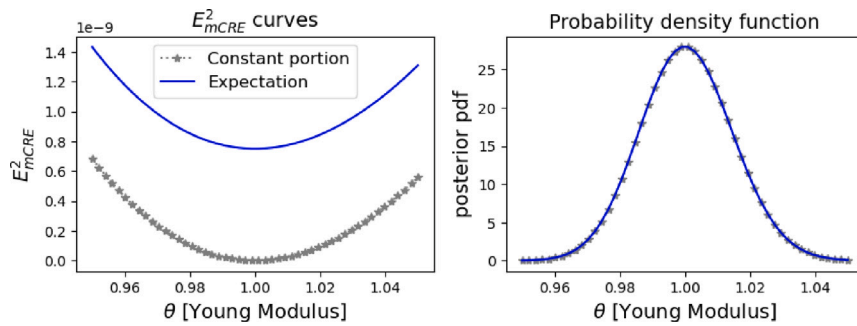 E²mCRE curves
1e−9
1.4
1.2
1.0
0.8
0.6
0.4
0.2
0.0
E²mCRE
Constant portion
Expectation
0.96 0.98 1.00 1.02 1.04
θ [Young Modulus]
Probability density function
25
20
15
10
5
0
posterior pdf
0.96 0.98 1.00 1.02 1.04
θ [Young Modulus]